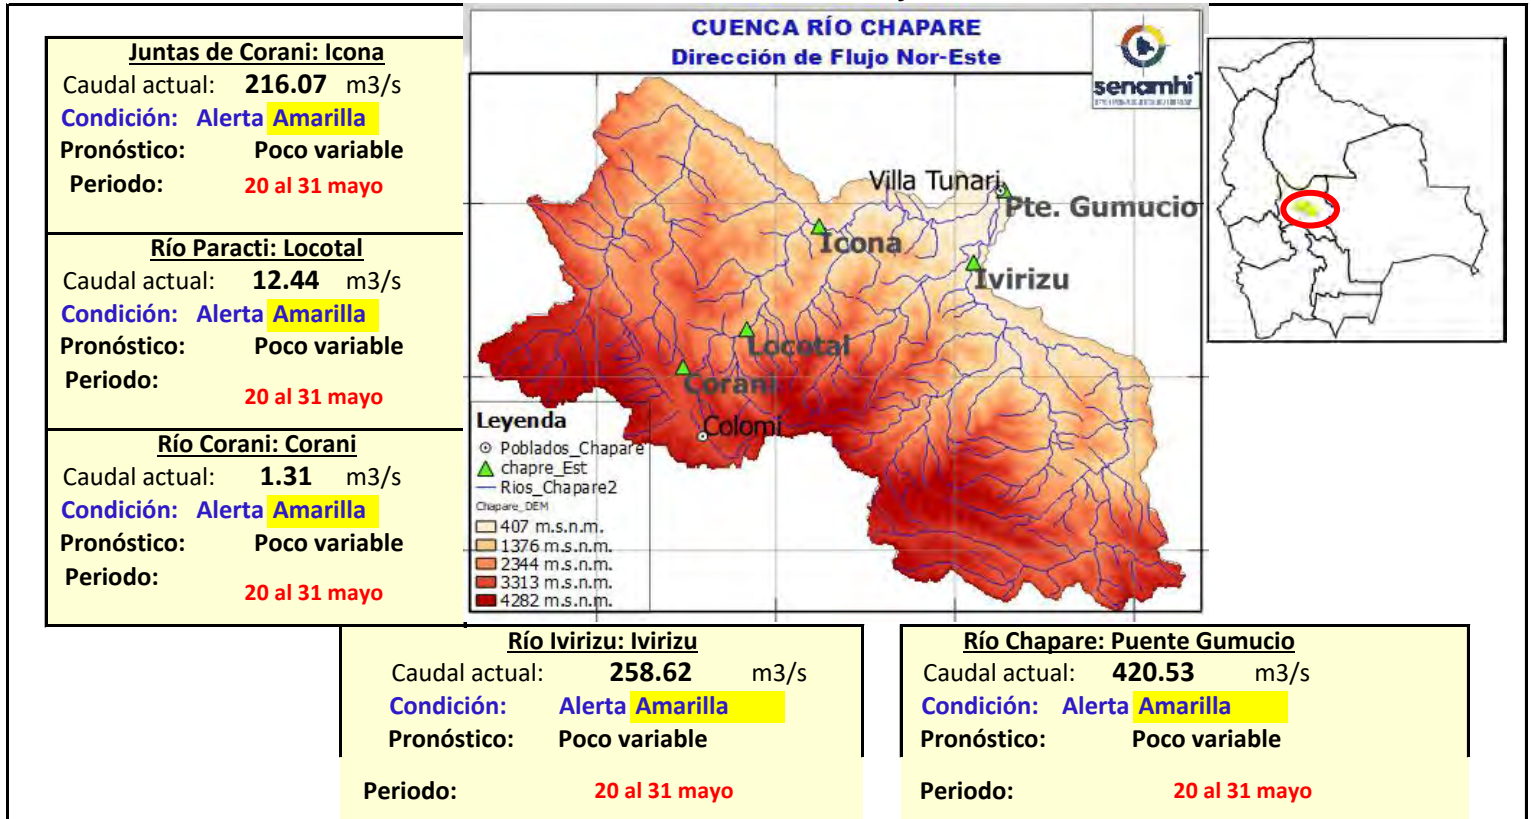 Juntas de Corani: Icona
Caudal actual: 216.07 m3/s
Condición: Alerta Amarilla
Pronóstico: Poco variable
Periodo: 20 al 31 mayo
Río Paracti: Locotal
Caudal actual: 12.44 m3/s
Condición: Alerta Amarilla
Pronóstico: Poco variable
Periodo: 20 al 31 mayo
Río Corani: Corani
Caudal actual: 1.31 m3/s
Condición: Alerta Amarilla
Pronóstico: Poco variable
Periodo: 20 al 31 mayo
CUENCA RÍO CHAPARE
Dirección de Flujo Nor-Este
senamhi
Villa Tunari
Pte. Gumucio
Icona
Ivirizu
Locotal
Corani
Colomi
Leyenda
Poblados_Chapare
chapre_Est
Rios_Chapare2
Chapare_DEM
407 m.s.n.m.
1376 m.s.n.m.
2344 m.s.n.m.
3313 m.s.n.m.
4282 m.s.n.m.
Río Ivirizu: Ivirizu
Caudal actual: 258.62 m3/s
Condición: Alerta Amarilla
Pronóstico: Poco variable
Periodo: 20 al 31 mayo
Río Chapare: Puente Gumucio
Caudal actual: 420.53 m3/s
Condición: Alerta Amarilla
Pronóstico: Poco variable
Periodo: 20 al 31 mayo